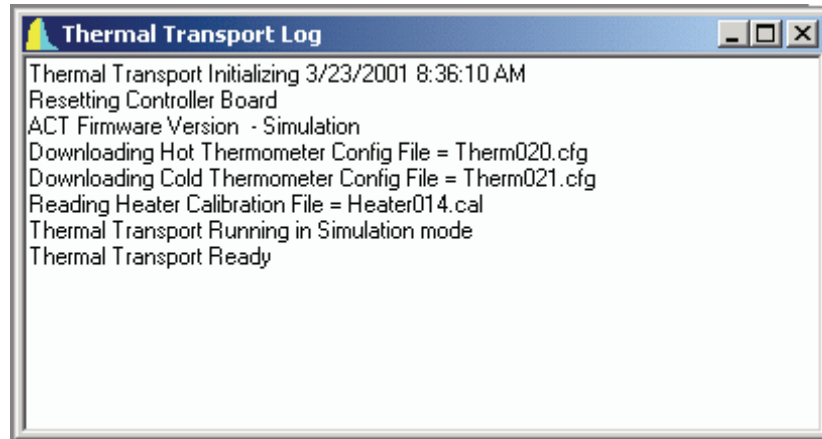 Thermal Transport Log
Thermal Transport Initializing 3/23/2001 8:36:10 AM
Resetting Controller Board
ACT Firmware Version  - Simulation
Downloading Hot Thermometer Config File = Therm020.cfg
Downloading Cold Thermometer Config File = Therm021.cfg
Reading Heater Calibration File = Heater014.cal
Thermal Transport Running in Simulation mode
Thermal Transport Ready